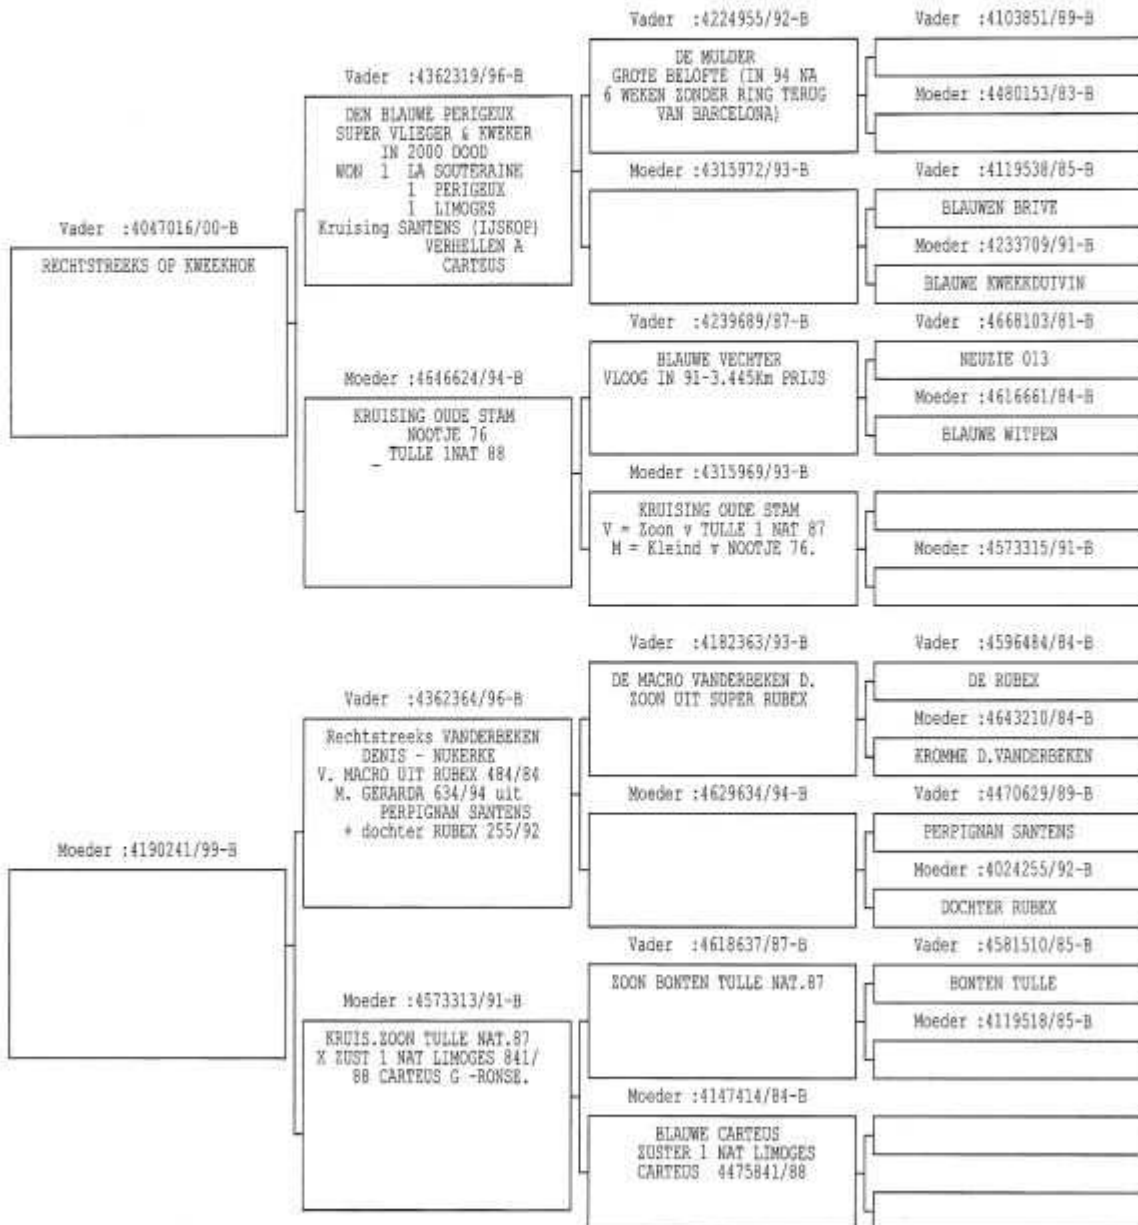 Vader :4047016/00-B
RECHTSTREEKS OP KWEEKHOK
Vader :4362319/96-B
DEN BLAUWE PERIGEUX
SUPER VLIEGER & KWEKER
IN 2000 DOOD
WON 1 LA SOUTERAINE
1 PERIGEUX
1 LIMOGES
Kruising SANTENS (IJSKOP)
VERHELLEN A
CARTEUS
Moeder :4646624/94-B
KRUISING OUDE STAM
NOOTJE 76
_ TULLE 1NAT 88
Vader :4224955/92-B
DE MULDER
GROTE BELOFTE (IN 94 NA
6 WEKEN ZONDER RING TERUG
VAN BARCELONA)
Moeder :4315972/93-B
Vader :4239689/87-B
BLAUWE VECHTER
VLOOG IN 91-3.445Km PRIJS
Moeder :4315969/93-B
KRUISING OUDE STAM
V = Zoon v TULLE 1 NAT 87
M = Kleind v NOOTJE 76.
Vader :4103851/89-B
Moeder :4480153/83-B
Vader :4119538/85-B
BLAUWEN BRIVE
Moeder :4233709/91-B
BLAUWE KWEEKDUIVIN
Vader :4668103/81-B
NEUZIE 013
Moeder :4616661/84-B
BLAUWE WITPEN
Moeder :4573315/91-B
Moeder :4190241/99-B
Vader :4362364/96-B
Rechtstreeks VANDERBEKEN
DENIS - NUKERKE
V. MACRO UIT RUBEX 484/84
M. GERARDA 634/94 uit
PERPIGNAN SANTENS
+ dochter RUBEX 255/92
Moeder :4573313/91-B
KRUIS.ZOON TULLE NAT.87
X ZUST 1 NAT LIMOGES 841/
88 CARTEUS G -RONSE.
Vader :4182363/93-B
DE MACRO VANDERBEKEN D.
ZOON UIT SUPER RUBEX
Moeder :4629634/94-B
Vader :4618637/87-B
ZOON BONTEN TULLE NAT.87
Moeder :4147414/84-B
BLAUWE CARTEUS
ZUSTER 1 NAT LIMOGES
CARTEUS 4475841/88
Vader :4596484/84-B
DE RUBEX
Moeder :4643210/84-B
KROMME D.VANDERBEKEN
Vader :4470629/89-B
PERPIGNAN SANTENS
Moeder :4024255/92-B
DOCHTER RUBEX
Vader :4581510/85-B
BONTEN TULLE
Moeder :4119518/85-B